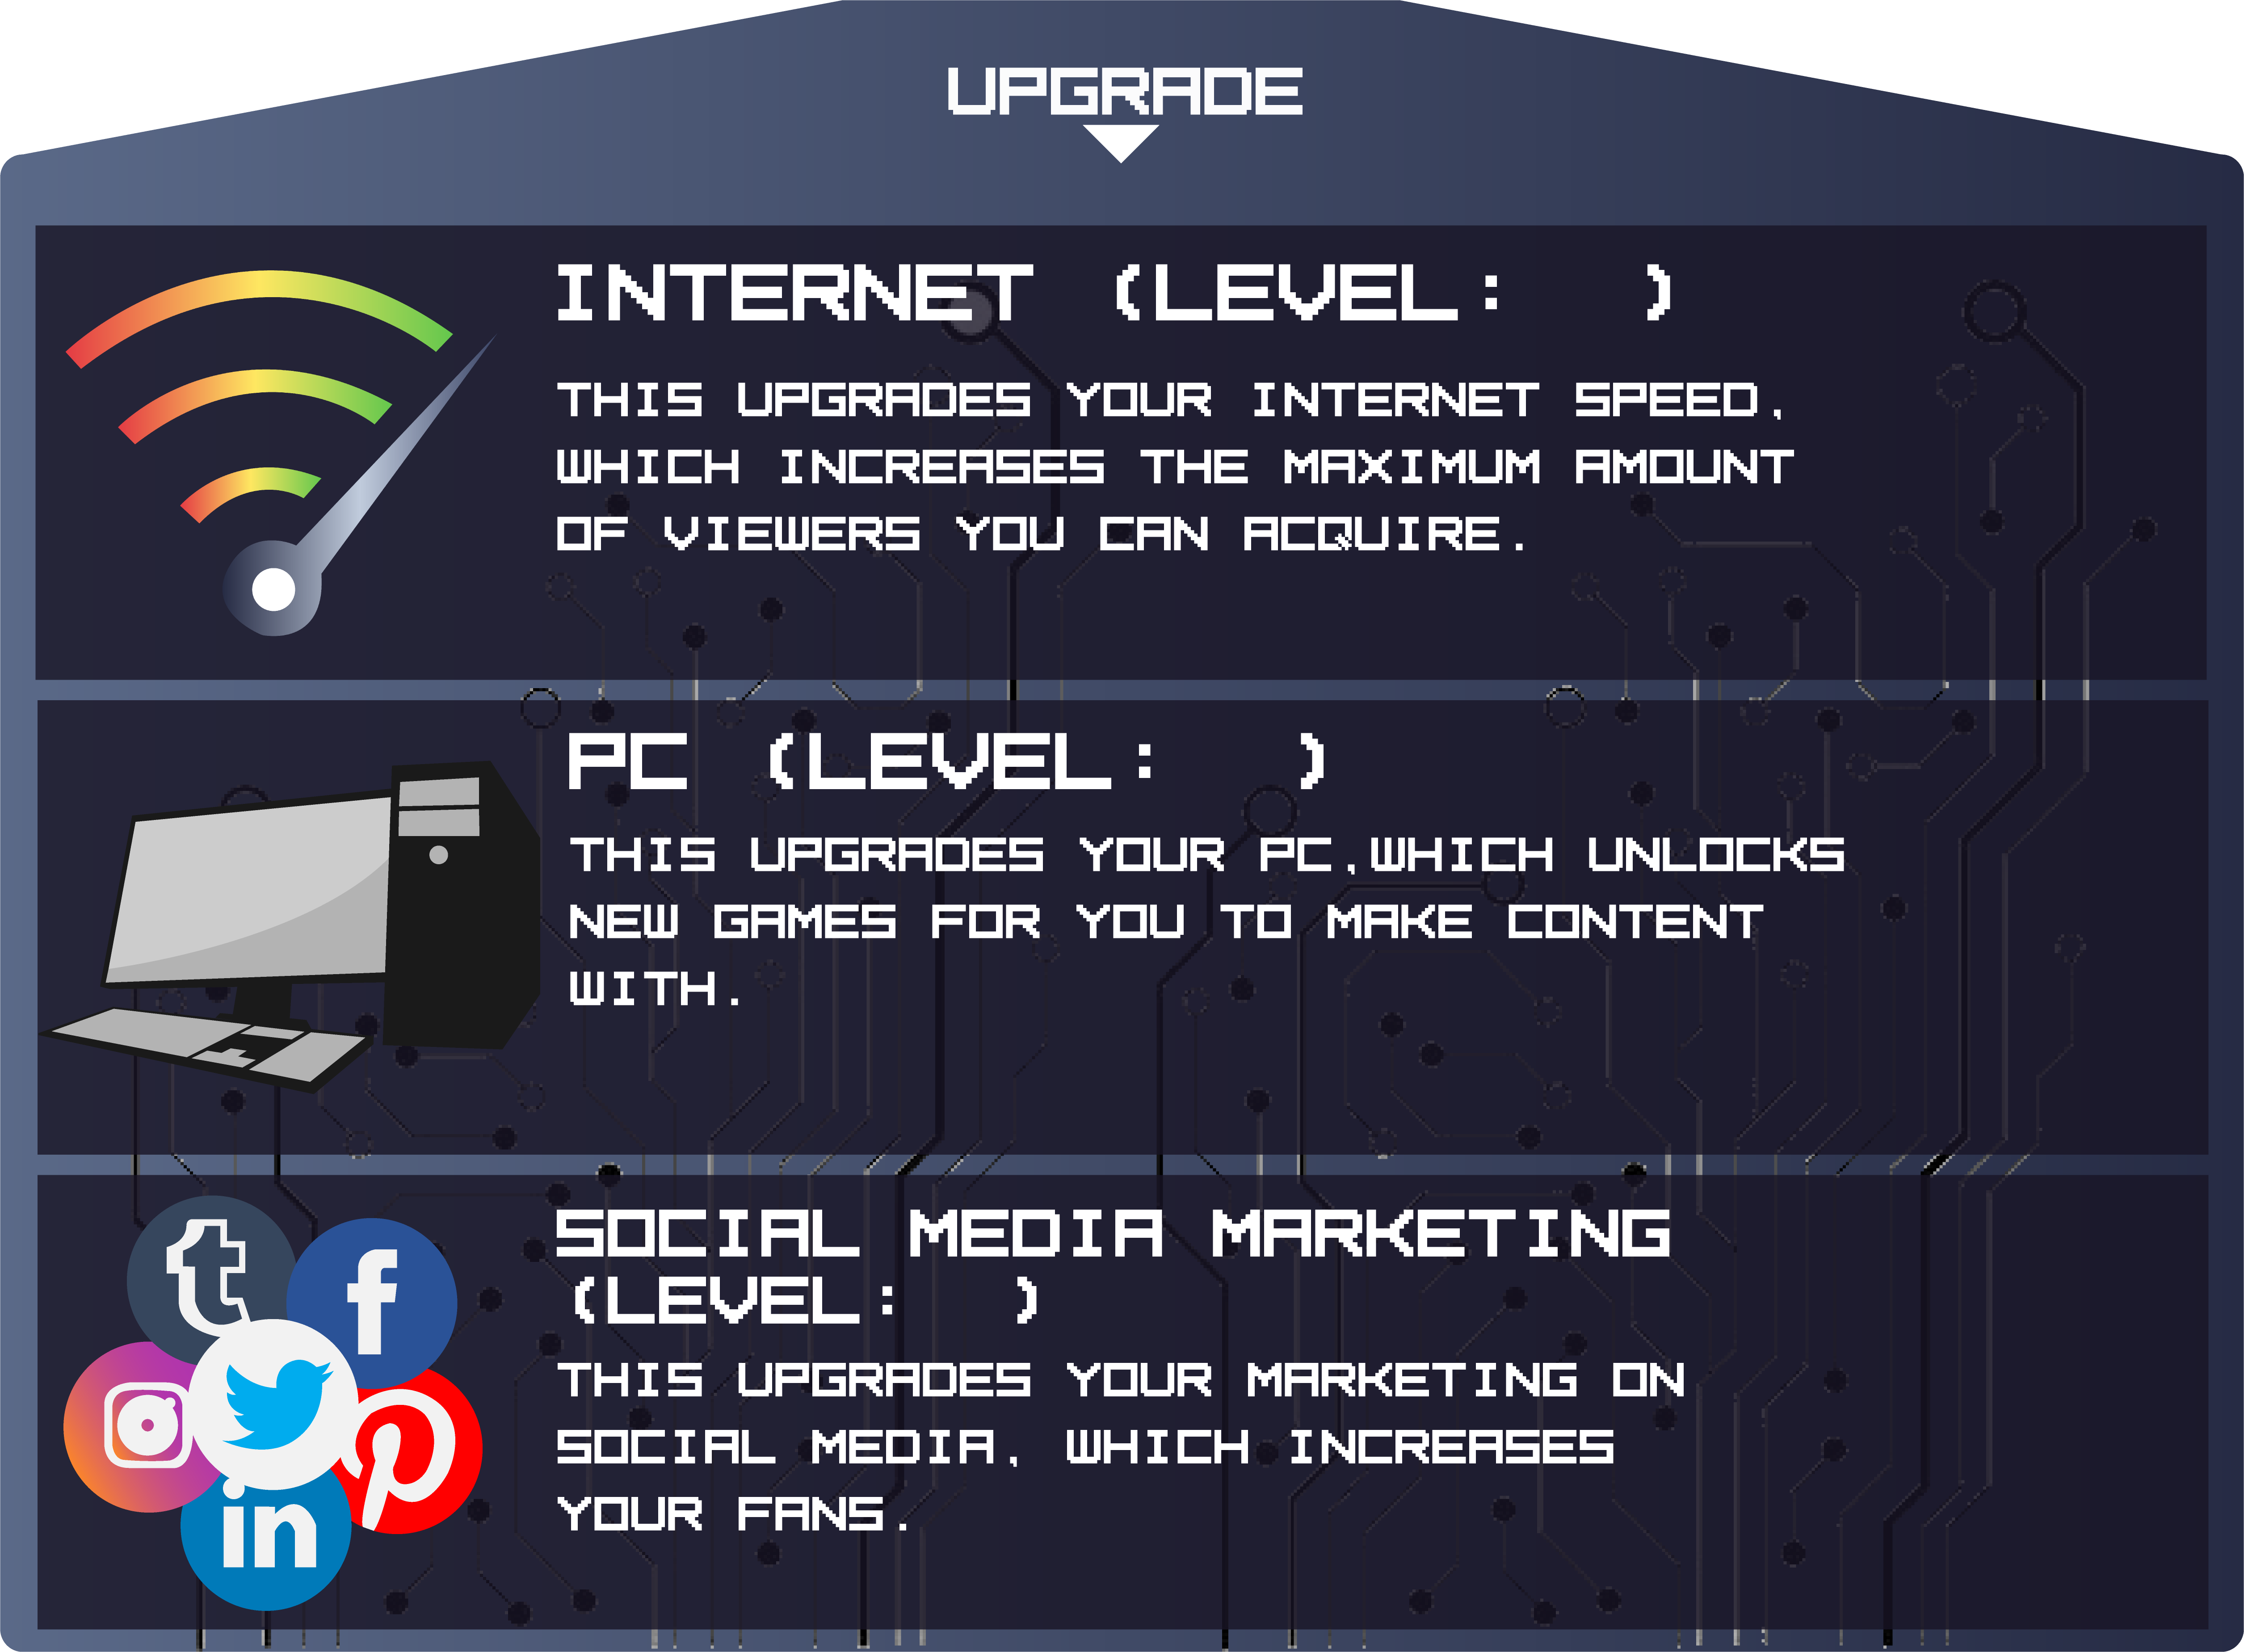 UPGRADE
INTERNET (LEVEL:   )
THIS UPGRADES YOUR INTERNET SPEED,
WHICH INCREASES THE MAXIMUM AMOUNT
OF VIEWERS YOU CAN ACQUIRE.
PC (LEVEL:   )
THIS UPGRADES YOUR PC,WHICH UNLOCKS
NEW GAMES FOR YOU TO MAKE CONTENT
WITH.
SOCIAL MEDIA MARKETING
(LEVEL:   )
THIS UPGRADES YOUR MARKETING ON
SOCIAL MEDIA, WHICH INCREASES
YOUR FANS.
t
f
in